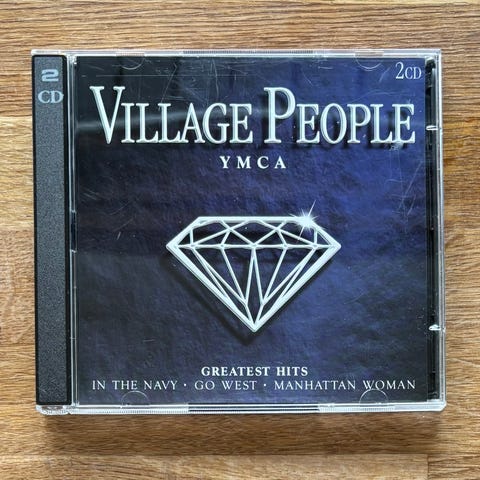 2
CD
2CD
VILLAGE PEOPLE
YMCA
GREATEST HITS
IN THE NAVY · GO WEST · MANHATTAN WOMAN